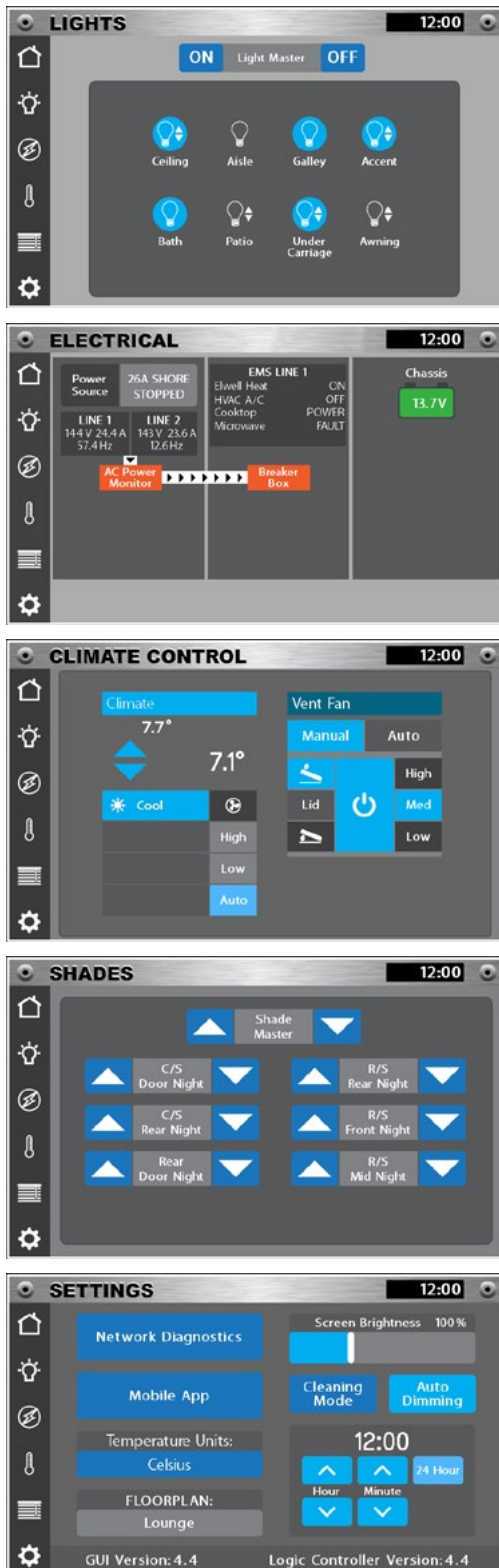 LIGHTS 12:00
ON Light Master OFF
Ceiling Aisle Galley Accent
Bath Patio Under Awning
Carriage
ELECTRICAL 12:00
Power 26A SHORE
Source STOPPED
EMS LINE 1
Elwell Heat ON
HVAC A/C OFF
Cooktop POWER
Microwave FAULT
Chassis
13.7V
LINE 1 LINE 2
144 V 24.4 A 143 V 23.6 A
57.4 Hz 12.6 Hz
AC Power Breaker
Monitor Box
CLIMATE CONTROL 12:00
Climate
7.7°
7.1°
Cool
High
Low
Auto
Vent Fan
Manual Auto
High
Lid Med
Low
SHADES 12:00
Shade
Master
C/S R/S
Door Night Rear Night
C/S R/S
Rear Night Front Night
Rear R/S
Door Night Mid Night
SETTINGS 12:00
Network Diagnostics
Mobile App
Temperature Units:
Celsius
FLOORPLAN:
Lounge
Screen Brightness 100%
Cleaning Auto
Mode Dimming
12:00
24 Hour
Hour Minute
GUI Version: 4.4 Logic Controller Version: 4.4